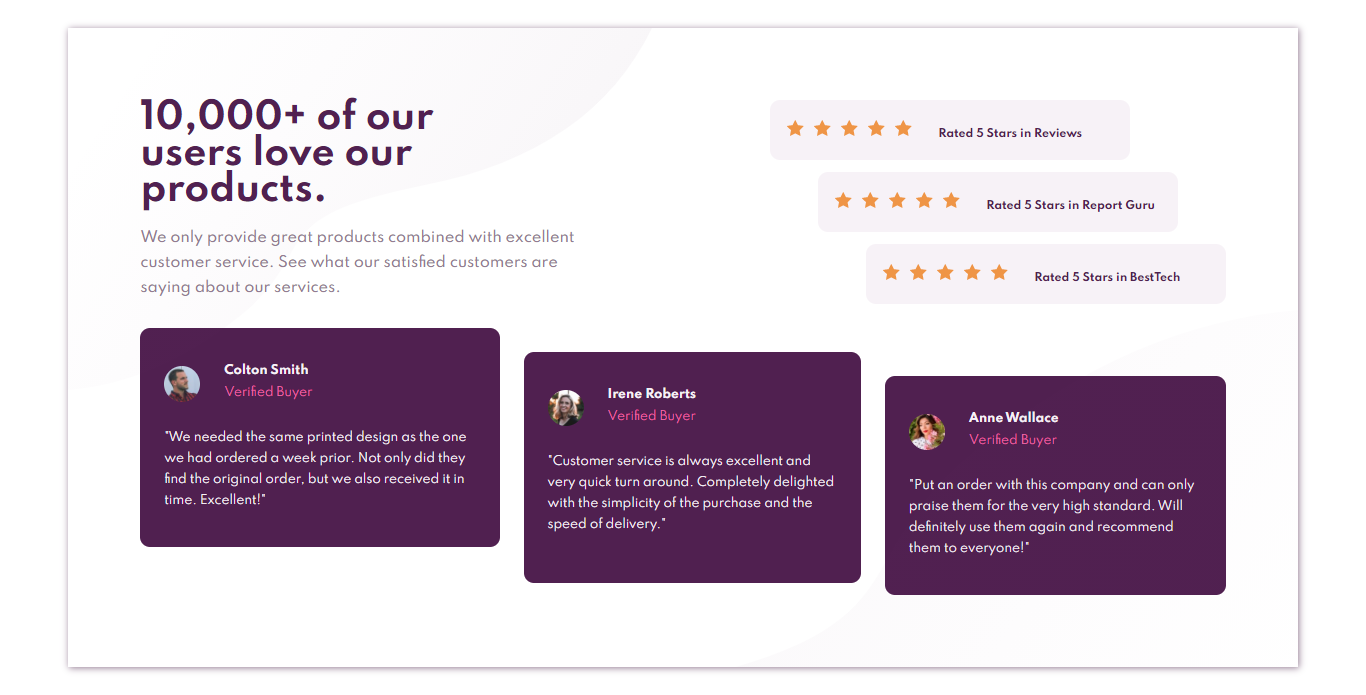 10,000+ of our
users love our
products.
We only provide great products combined with excellent
customer service. See what our satisfied customers are
saying about our services.
Rated 5 Stars in Reviews
Rated 5 Stars in Report Guru
Rated 5 Stars in BestTech
Colton Smith
Verified Buyer
"We needed the same printed design as the one
we had ordered a week prior. Not only did they
find the original order, but we also received it in
time. Excellent!"
Irene Roberts
Verified Buyer
"Customer service is always excellent and
very quick turn around. Completely delighted
with the simplicity of the purchase and the
speed of delivery."
Anne Wallace
Verified Buyer
"Put an order with this company and can only
praise them for the very high standard. Will
definitely use them again and recommend
them to everyone!"